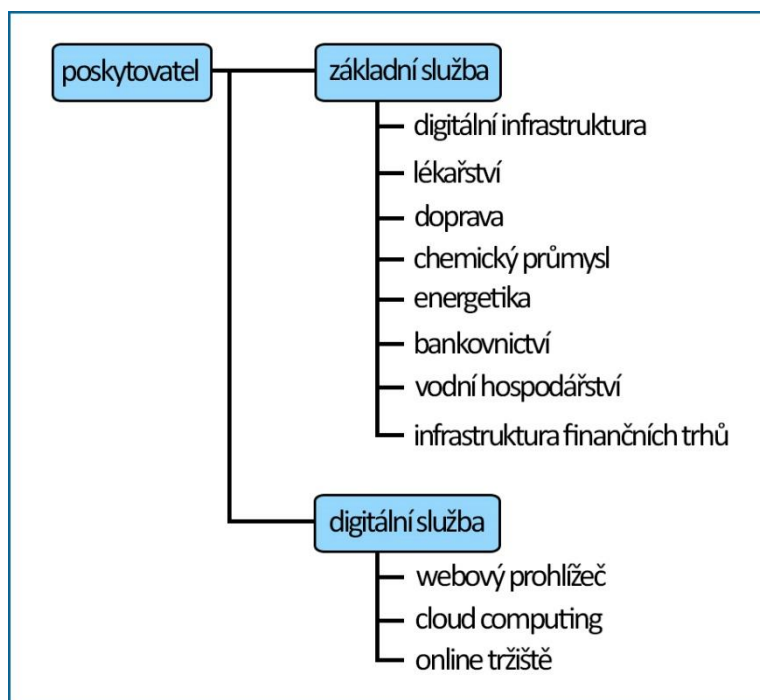 poskytovatel
základní služba
digitální infrastruktura
lékařství
doprava
chemický průmysl
energetika
bankovnictví
vodní hospodářství
infrastruktura finančních trhů
digitální služba
webový prohlížeč
cloud computing
online tržiště